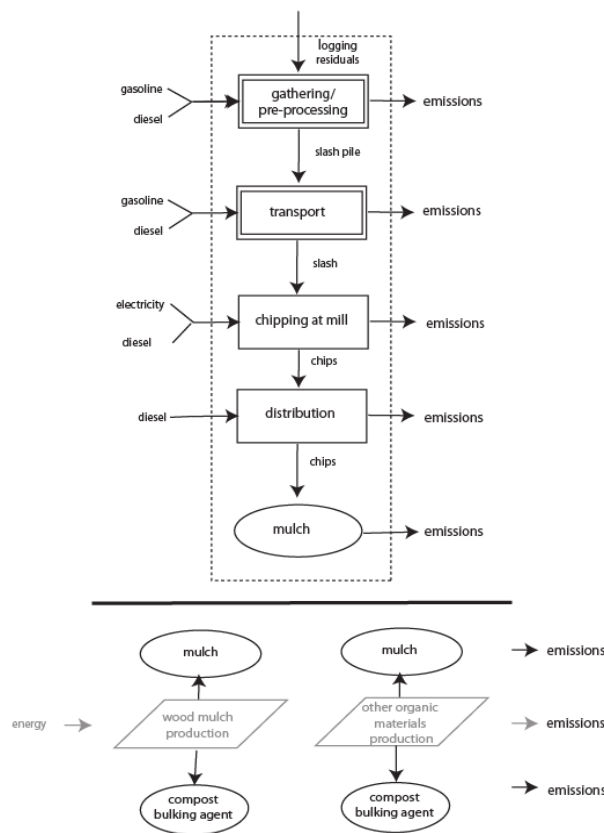 logging
residuals
gasoline
diesel
gathering/
pre-processing
emissions
slash pile
gasoline
diesel
transport
emissions
slash
electricity
diesel
chipping at mill
emissions
chips
diesel
distribution
emissions
chips
mulch
emissions
mulch
mulch
emissions
energy
wood mulch
production
other organic
materials
production
emissions
compost
bulking agent
compost
bulking agent
emissions